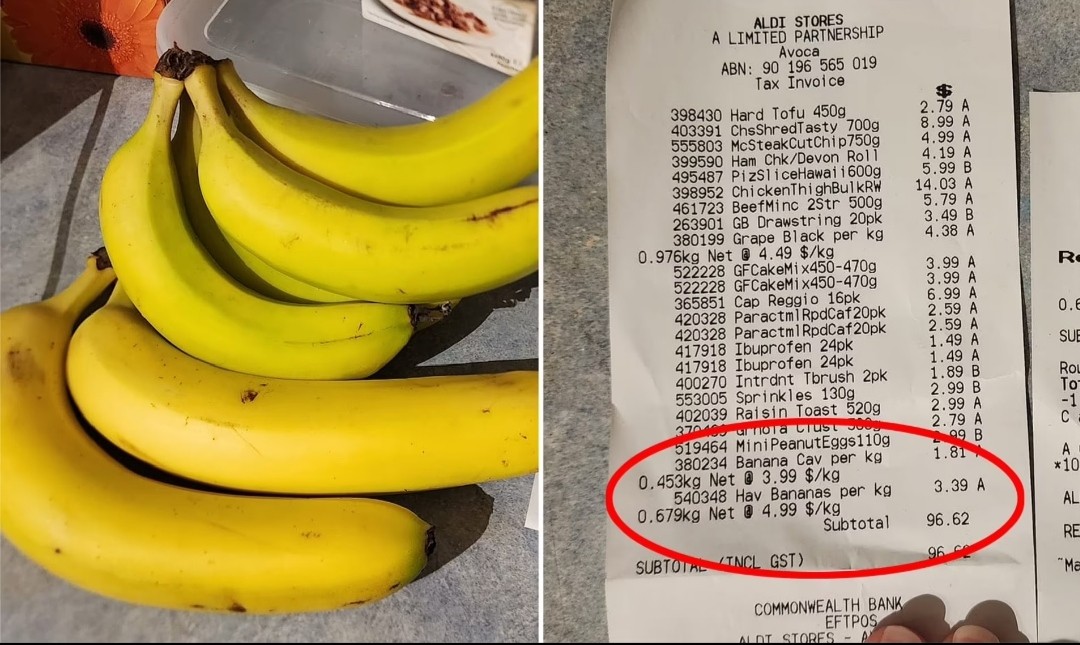 ALDI STORES
A LIMITED PARTNERSHIP
Avoca
ABN: 90 196 565 019
Tax Invoice
$
398430 Hard Tofu 450g 2.79 A
403391 ChsShredTasty 700g 8.99 A
555803 McSteakCutChip750g 4.99 A
399590 Ham Chk/Devon Roll 4.19 A
495487 PizSliceHawaii600g 5.99 B
398952 ChickenThighBulkRW 14.03 A
461723 BeefMinc 2Str 500g 5.79 A
263901 GB Drawstring 20pk 3.49 B
380199 Grape Black per kg 4.38 A
0.976kg Net @ 4.49 $/kg
522228 GFCakeMix450-470g 3.99 A
522228 GFCakeMix450-470g 3.99 A
365851 Cap Reggio 16pk 6.99 A
420328 ParactmlRpdCaf20pk 2.59 A
420328 ParactmlRpdCaf20pk 2.59 A
417918 Ibuprofen 24pk 1.49 A
417918 Ibuprofen 24pk 1.49 A
400270 Intrdnt Tbrush 2pk 1.89 B
553005 Sprinkles 130g 2.99 B
402039 Raisin Toast 520g 2.99 A
Clust 2.79 A
519464 MiniPeanutEggs110g 2.99 B
380234 Banana Cav per kg 1.81 A
0.453kg Net @ 3.99 $/kg
540348 Hav Bananas per kg 3.39 A
0.679kg Net @ 4.99 $/kg
Subtotal 96.62
SUBTOTAL (INCL GST) 96.62
COMMONWEALTH BANK
EFTPOS
ALDI STORES -